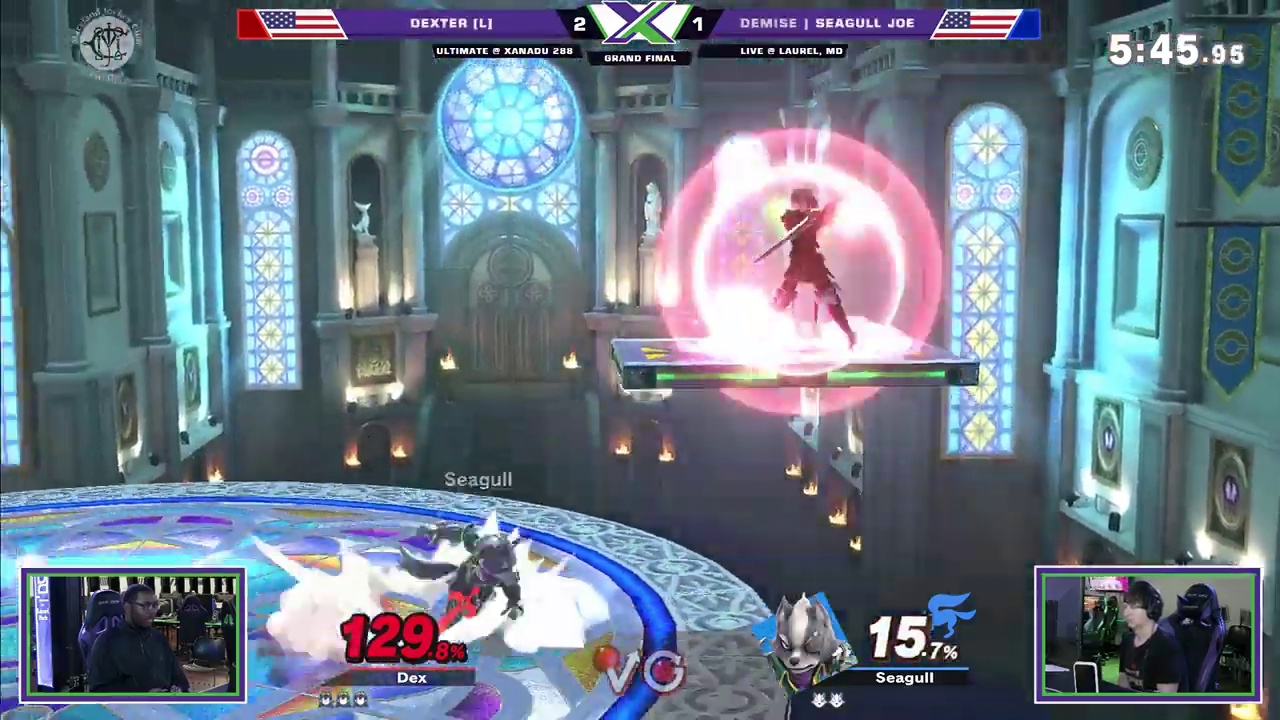 DEXTER [L]
2
1
DEMISE | SEAGULL JOE
ULTIMATE @ XANADU 288
GRAND FINAL
LIVE @ LAUREL, MD
5:45.95
Seagull
129.8%
Dex
VG
15.7%
Seagull